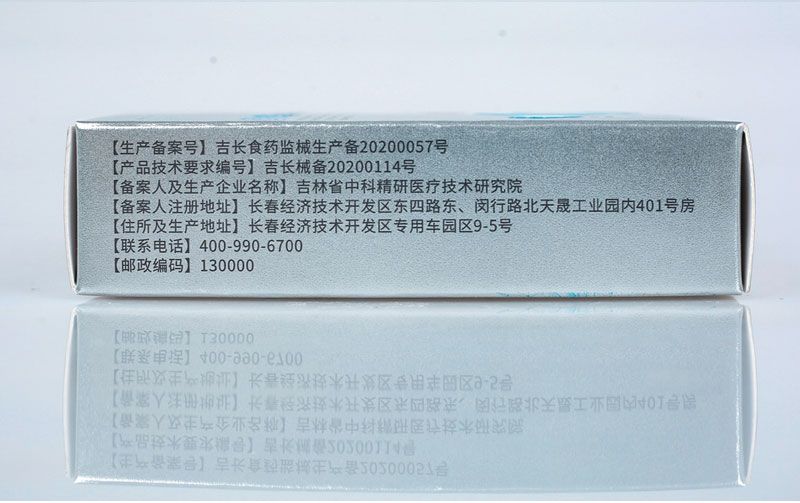 【生产备案号】吉长食药监械生产备20200057号
【产品技术要求编号】吉长械备20200114号
【备案人及生产企业名称】吉林省中科精研医疗技术研究院
【备案人注册地址】长春经济技术开发区东四路东、闵行路北天晟工业园内401号房
【住所及生产地址】长春经济技术开发区专用车园区9-5号
【联系电话】400-990-6700
【邮政编码】130000